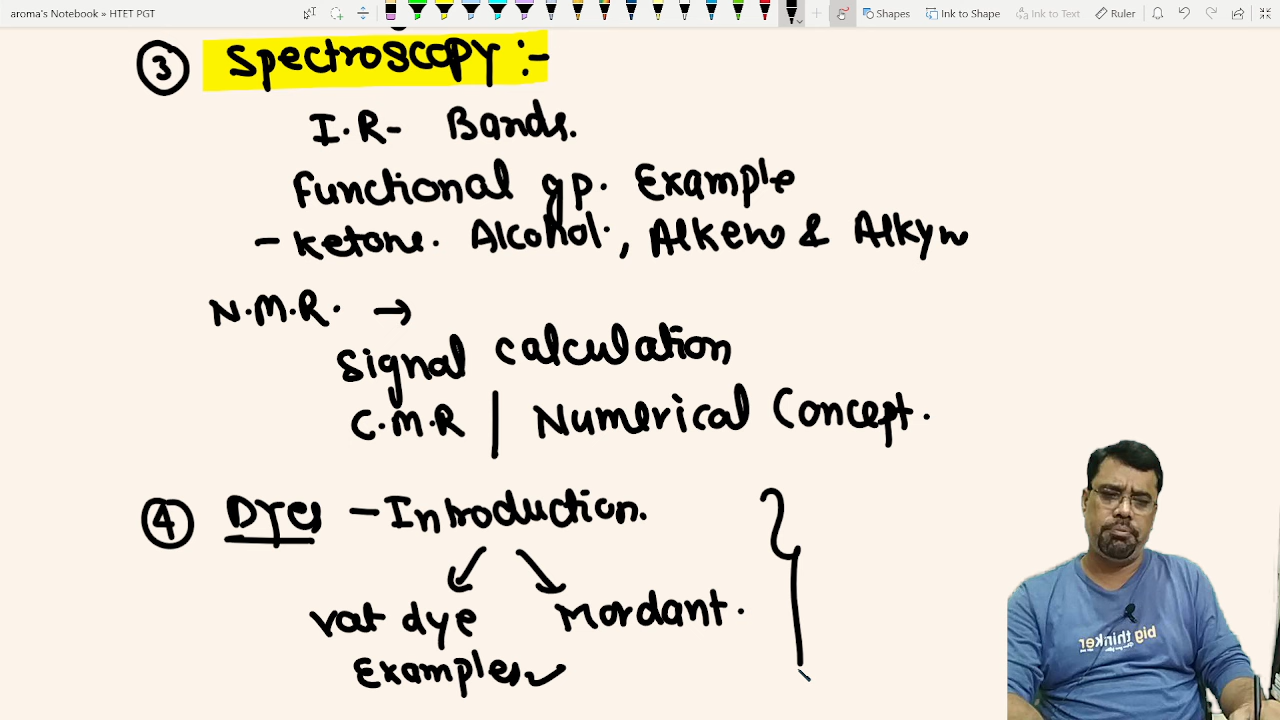 aroma's Notebook » HTET PGT
Shapes Ink to Shape Ink to Text Ruler
③ Spectroscopy :-
I.R- Bands.
Functional gp. Example
- Ketone. Alcohol., Alkene & Alkyne
N.M.R. →
Signal calculation
C.M.R | Numerical Concept.
④ Dyes - Introduction.
Vat dye Mordant.
Examples
big thinker